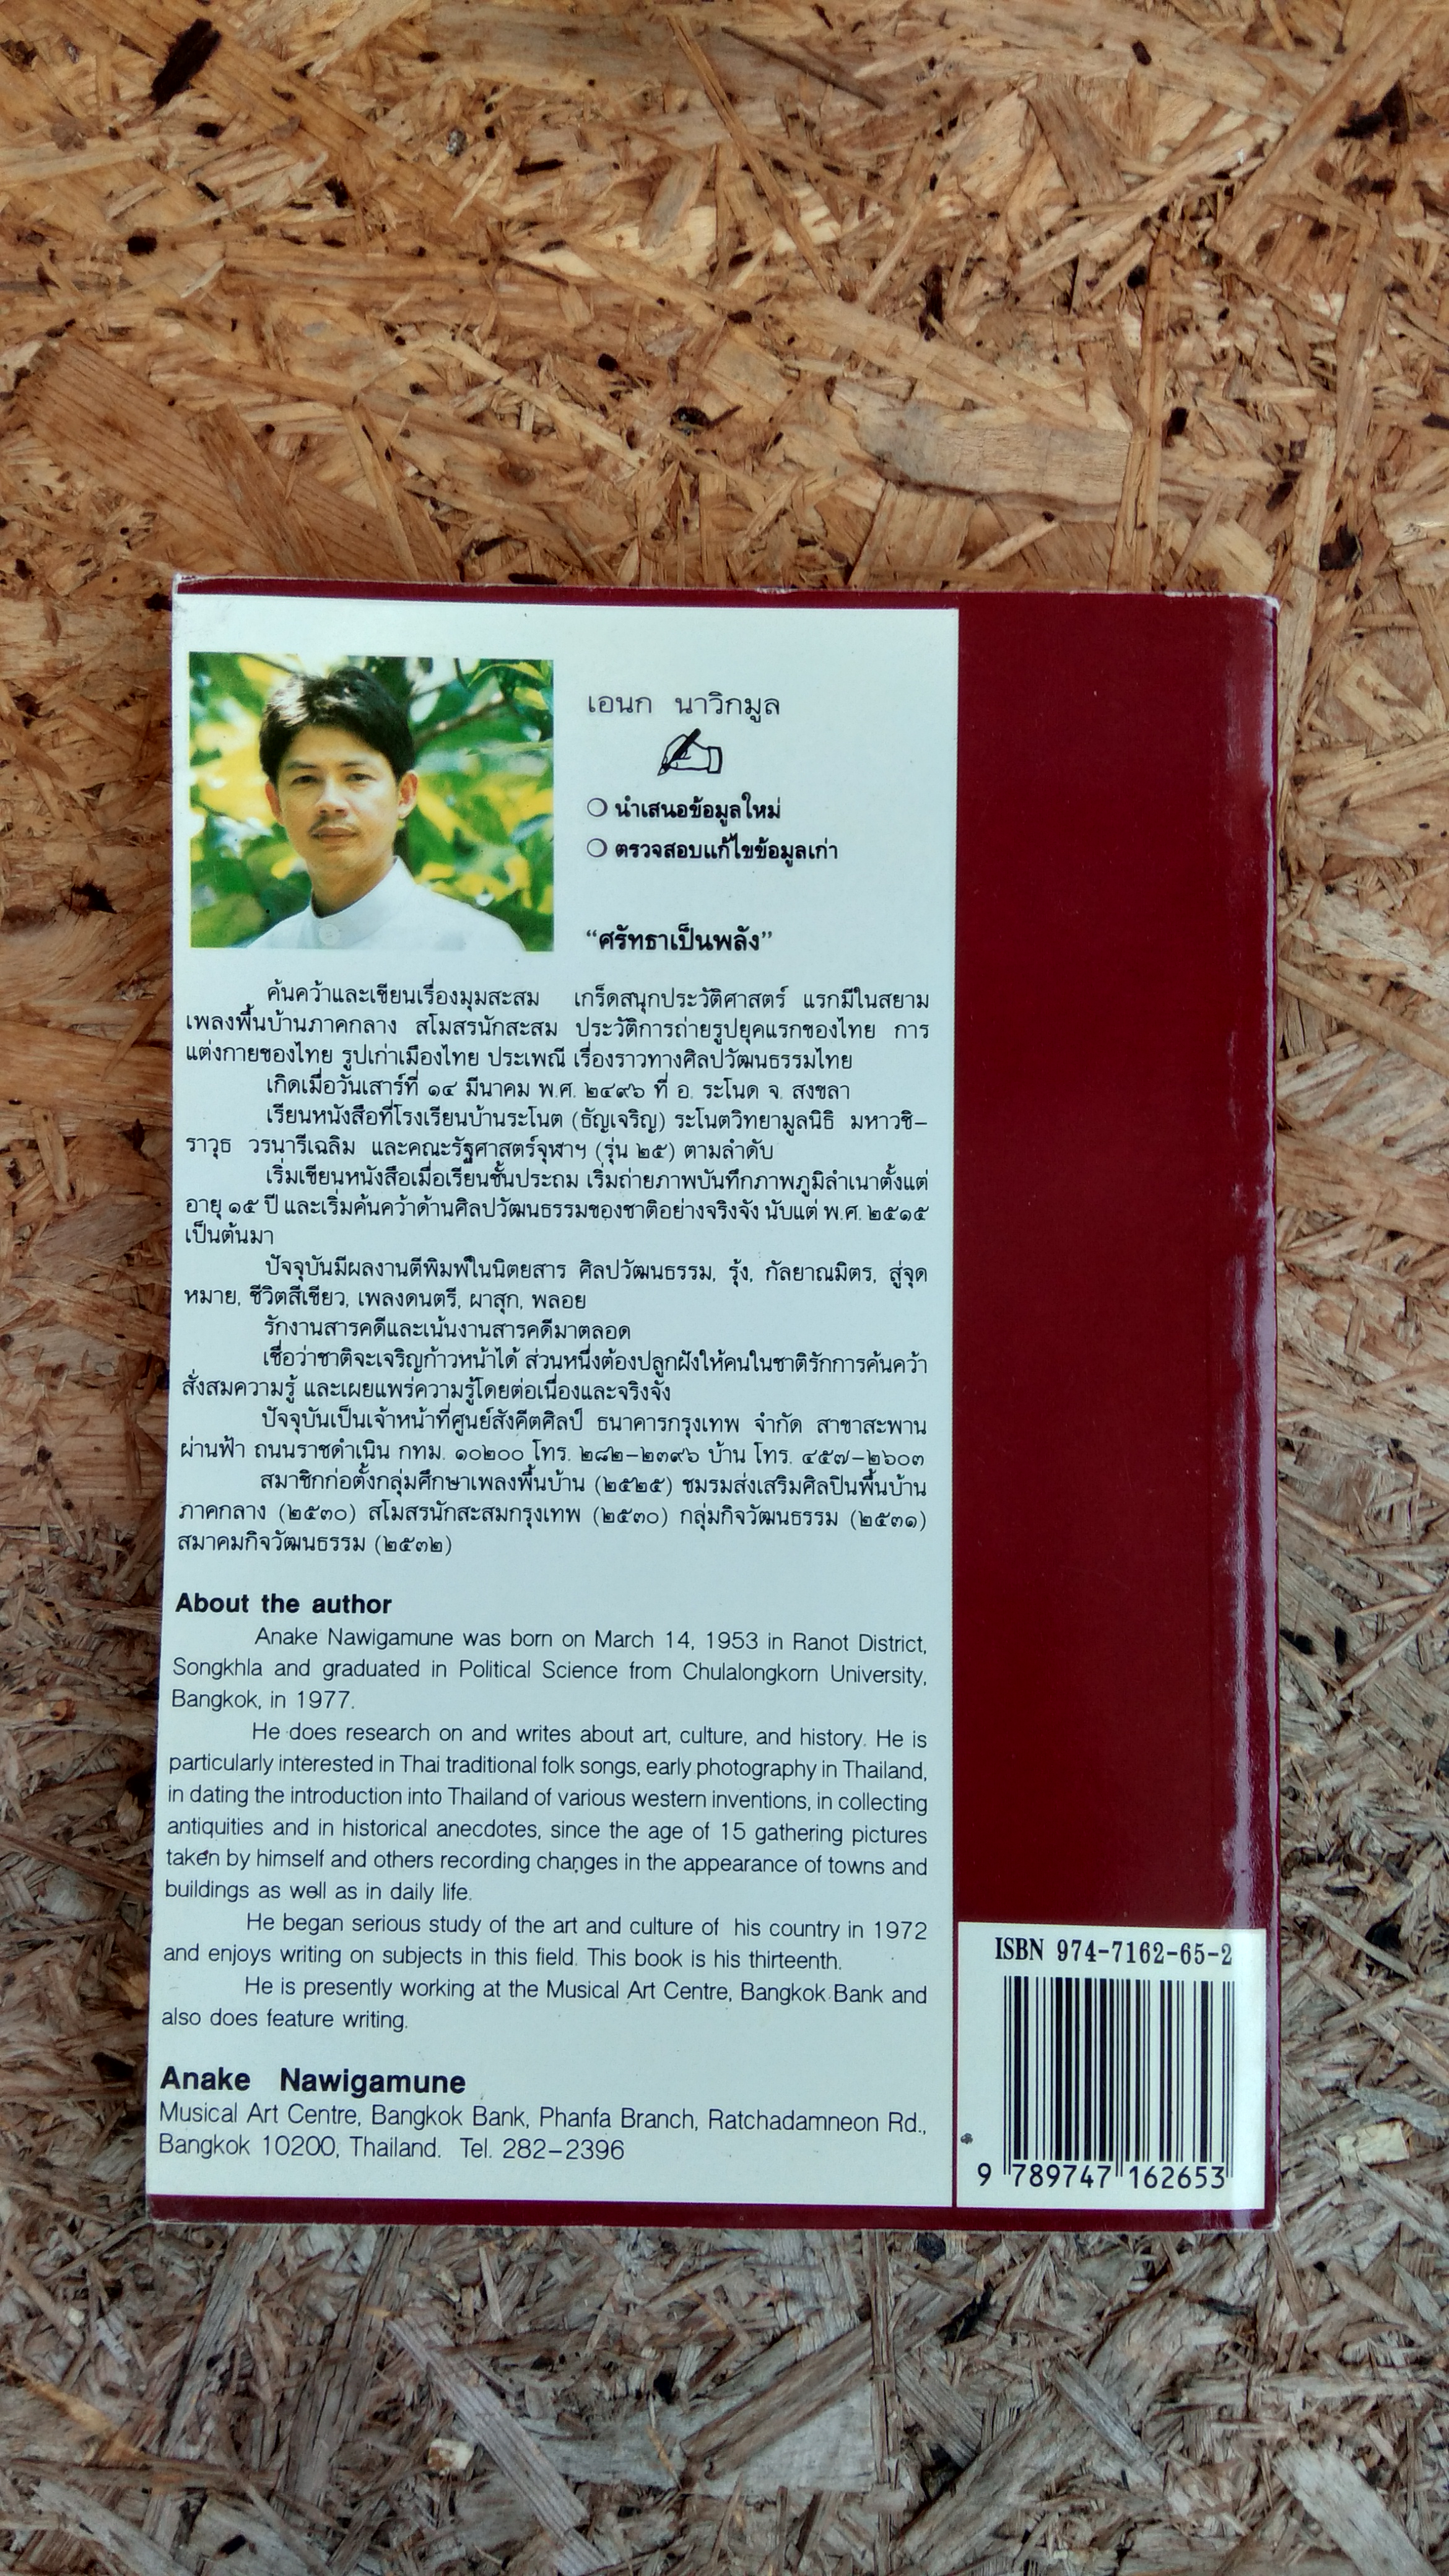 เอนก นาวิกมูล
นำเสนอข้อมูลใหม่
ตรวจสอบแก้ไขข้อมูลเก่า
“ศรัทธาเป็นพลัง”
ค้นคว้าและเขียนเรื่องมุมสะสม เกร็ดสนุกประวัติศาสตร์ แรกมีในสยาม
เพลงพื้นบ้านภาคกลาง สโมสรนักสะสม ประวัติการถ่ายรูปยุคแรกของไทย การ
แต่งกายของไทย รูปเก่าเมืองไทย ประเพณี เรื่องราวทางศิลปวัฒนธรรมไทย
เกิดเมื่อวันเสาร์ที่ ๑๔ มีนาคม พ.ศ. ๒๔๙๖ ที่ อ. ระโนด จ. สงขลา
เรียนหนังสือที่โรงเรียนบ้านระโนต (ธัญเจริญ) ระโนตวิทยามูลนิธิ มหาวชิ-
ราวุธ วรนารีเฉลิม และคณะรัฐศาสตร์จุฬาฯ (รุ่น ๒๕) ตามลำดับ
เริ่มเขียนหนังสือเมื่อเรียนชั้นประถม เริ่มถ่ายภาพบันทึกภาพภูมิลำเนาตั้งแต่
อายุ ๑๕ ปี และเริ่มค้นคว้าด้านศิลปวัฒนธรรมของชาติอย่างจริงจัง นับแต่ พ.ศ. ๒๕๑๕
เป็นต้นมา
ปัจจุบันมีผลงานตีพิมพ์ในนิตยสาร ศิลปวัฒนธรรม, รุ้ง, กัลยาณมิตร, สู่จุด
หมาย, ชีวิตสีเขียว, เพลงดนตรี, ผาสุก, พลอย
รักงานสารคดีและเน้นงานสารคดีมาตลอด
เชื่อว่าชาติจะเจริญก้าวหน้าได้ ส่วนหนึ่งต้องปลูกฝังให้คนในชาติรักการค้นคว้า
สั่งสมความรู้ และเผยแพร่ความรู้โดยต่อเนื่องและจริงจัง
ปัจจุบันเป็นเจ้าหน้าที่ศูนย์สังคีตศิลป์ ธนาคารกรุงเทพ จำกัด สาขาสะพาน
ผ่านฟ้า ถนนราชดำเนิน กทม. ๑๐๒๐๐ โทร. ๒๘๒-๒๓๙๖ บ้าน โทร. ๔๕๗-๒๖๐๓
สมาชิกก่อตั้งกลุ่มศึกษาเพลงพื้นบ้าน (๒๕๒๕) ชมรมส่งเสริมศิลปินพื้นบ้าน
ภาคกลาง (๒๕๓๐) สโมสรนักสะสมกรุงเทพ (๒๕๓๐) กลุ่มกิจวัฒนธรรม (๒๕๓๑)
สมาคมกิจวัฒนธรรม (๒๕๓๒)
About the author
Anake Nawigamune was born on March 14, 1953 in Ranot District,
Songkhla and graduated in Political Science from Chulalongkorn University,
Bangkok, in 1977.
He does research on and writes about art, culture, and history. He is
particularly interested in Thai traditional folk songs, early photography in Thailand,
in dating the introduction into Thailand of various western inventions, in collecting
antiquities and in historical anecdotes, since the age of 15 gathering pictures
taken by himself and others recording changes in the appearance of towns and
buildings as well as in daily life.
He began serious study of the art and culture of his country in 1972
and enjoys writing on subjects in this field. This book is his thirteenth.
He is presently working at the Musical Art Centre, Bangkok Bank and
also does feature writing.
Anake Nawigamune
Musical Art Centre, Bangkok Bank, Phanfa Branch, Ratchadamneon Rd.,
Bangkok 10200, Thailand. Tel. 282-2396
ISBN 974-7162-65-2
9 789747 162653